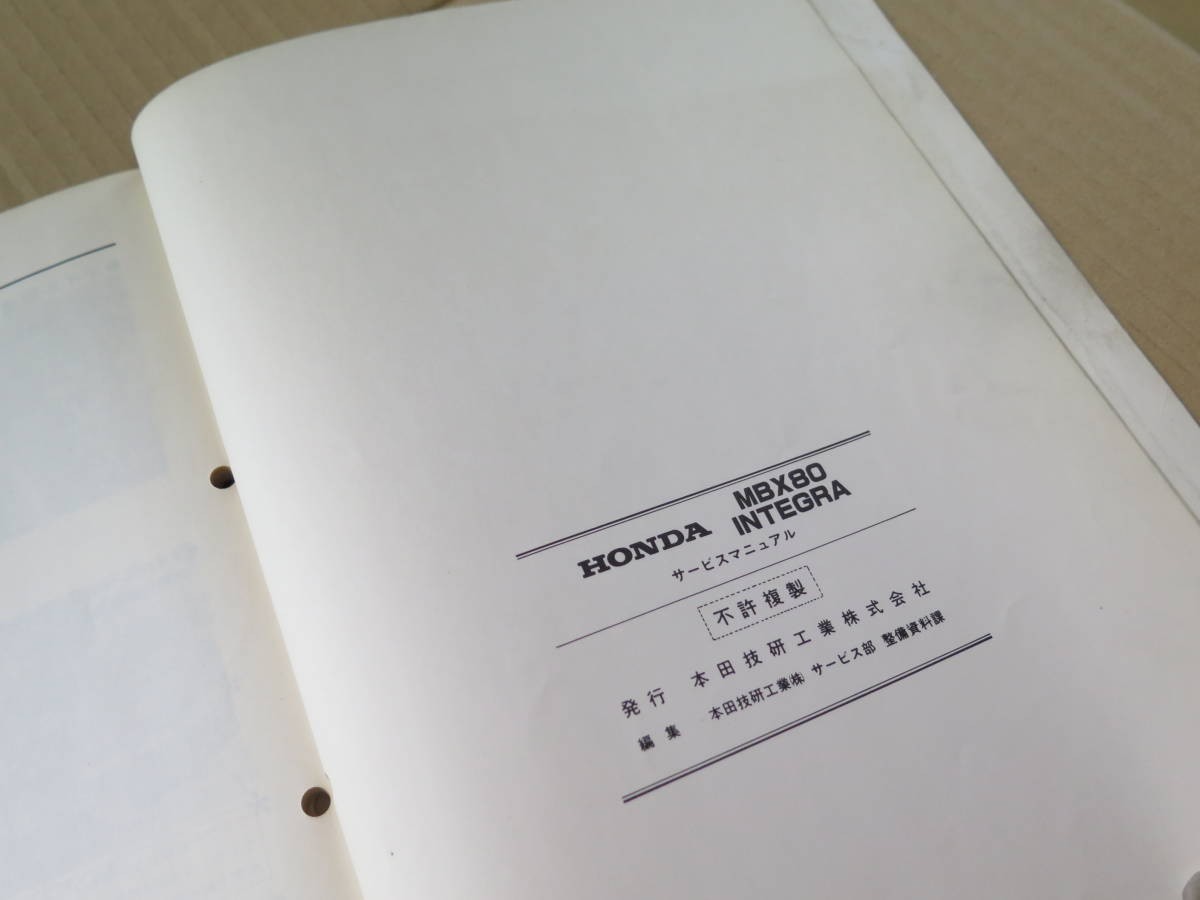 HONDA MBX80 INTEGRA
サービスマニュアル
不許複製
発行 本田技研工業株式会社
編集 本田技研工業㈱ サービス部 整備資料課